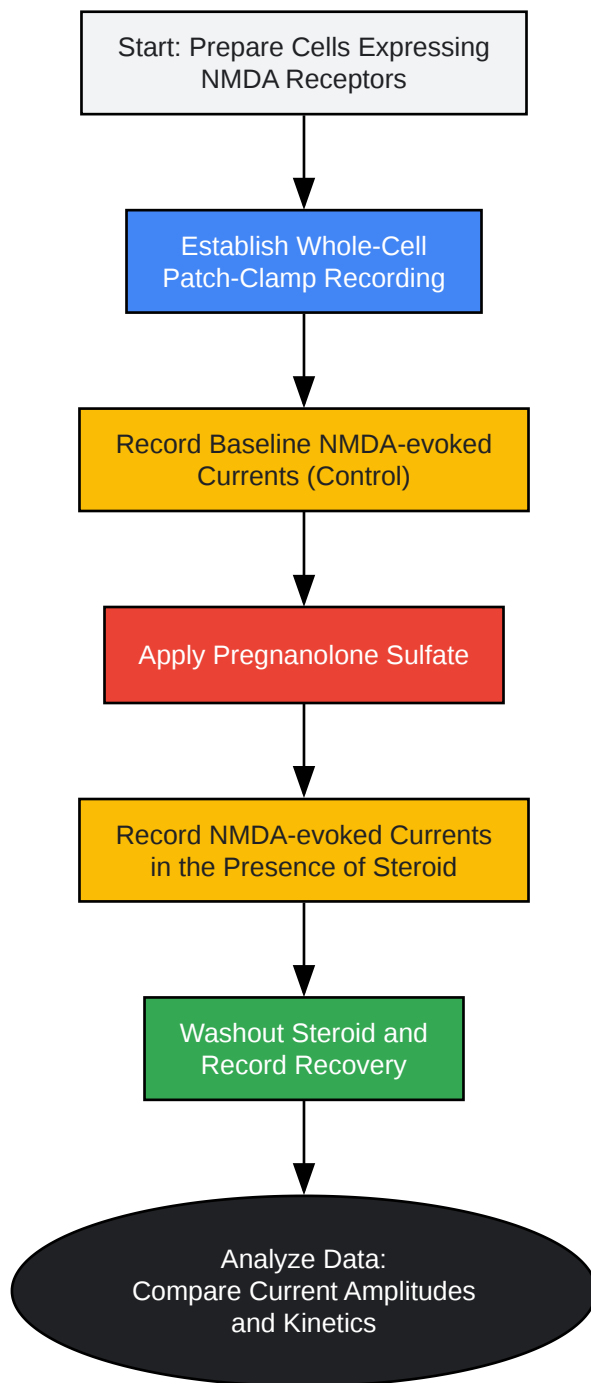 Start: Prepare Cells Expressing
NMDA Receptors
Establish Whole-Cell
Patch-Clamp Recording
Record Baseline NMDA-evoked
Currents (Control)
Apply Pregnanolone Sulfate
Record NMDA-evoked Currents
in the Presence of Steroid
Washout Steroid and
Record Recovery
Analyze Data:
Compare Current Amplitudes
and Kinetics